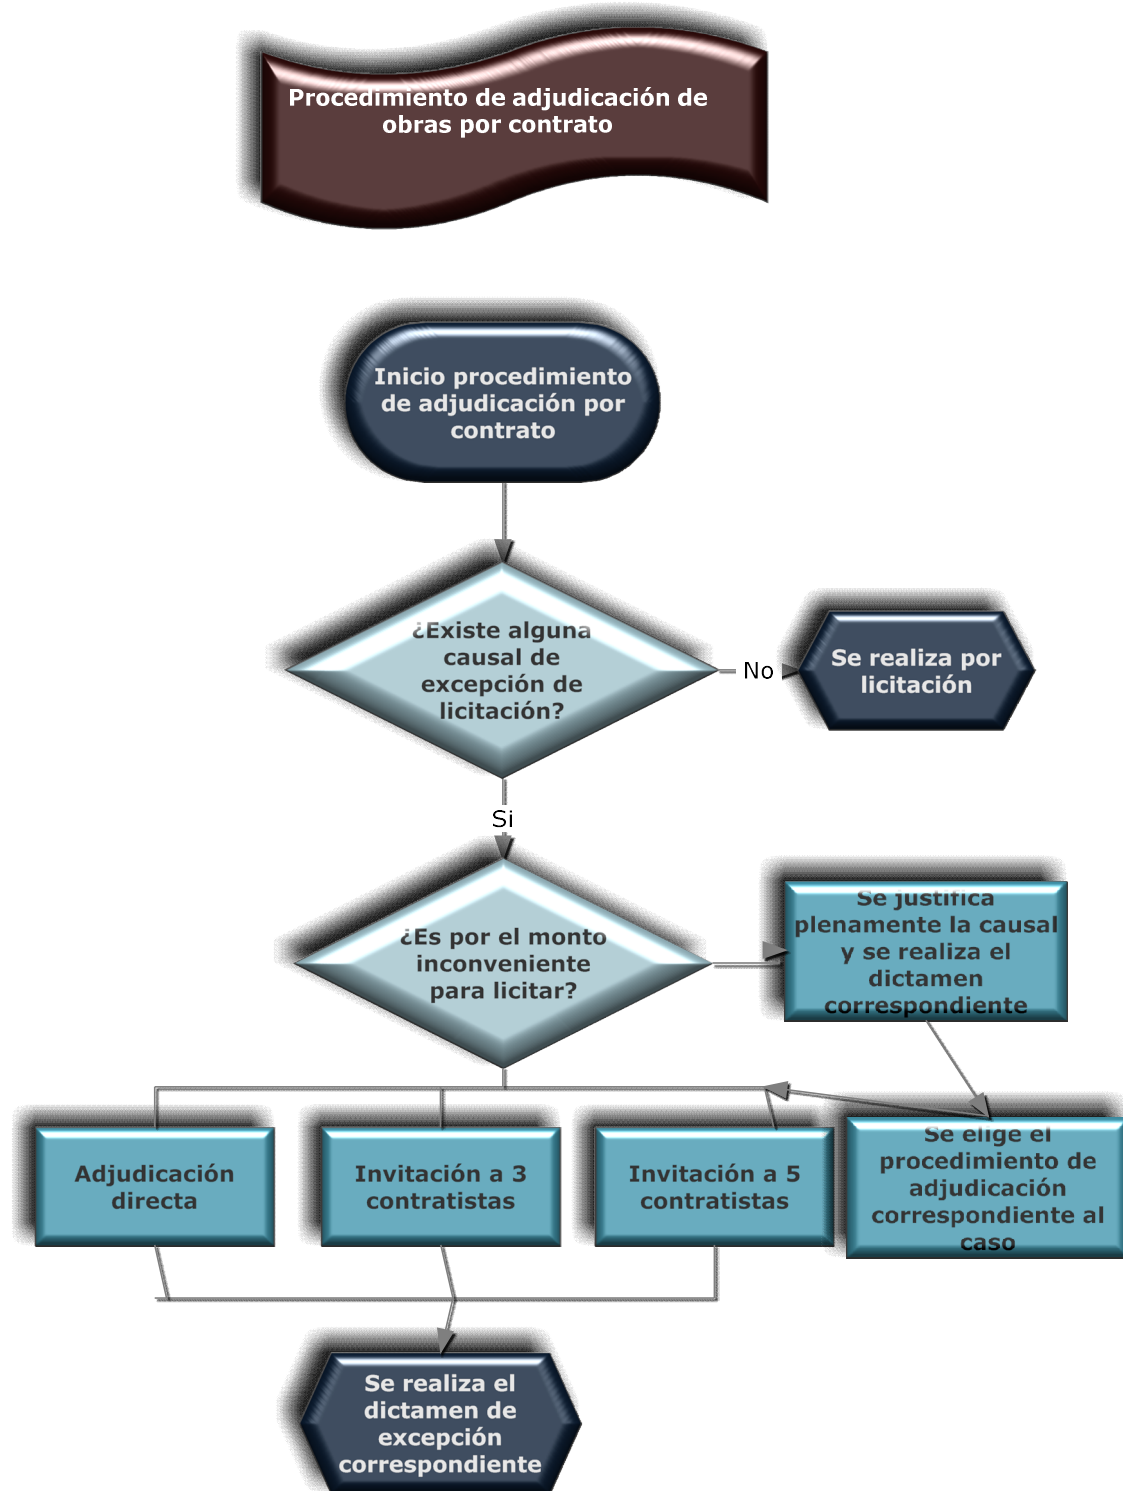 Procedimiento de adjudicación de
obras por contrato
Inicio procedimiento
de adjudicación por
contrato
¿Existe alguna
causal de
excepción de
licitación?
No
Se realiza por
licitación
Si
¿Es por el monto
inconveniente
para licitar?
Se justifica
plenamente la causal
y se realiza el
dictamen
correspondiente
Adjudicación
directa
Invitación a 3
contratistas
Invitación a 5
contratistas
Se elige el
procedimiento de
adjudicación
correspondiente al
caso
Se realiza el
dictamen de
excepción
correspondiente